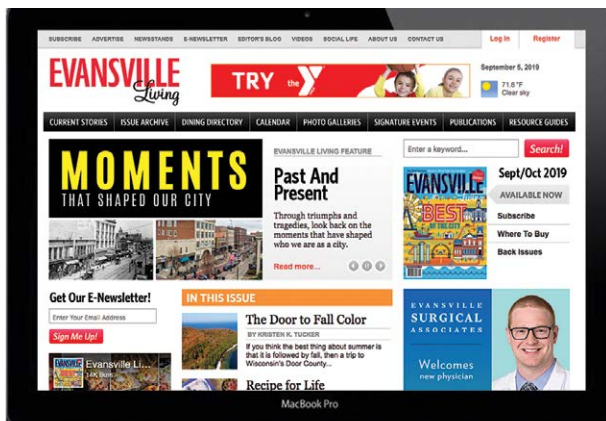 SUBSCRIBE ADVERTISE NEWSSTANDS E-NEWSLETTER EDITOR'S BLOG VIDEOS SOCIAL LIFE ABOUT US CONTACT US Log In Register
EVANSVILLE
Living
TRY the Y
September 5, 2019
71.6 °F
Clear sky
CURRENT STORIES ISSUE ARCHIVE DINING DIRECTORY CALENDAR PHOTO GALLERIES SIGNATURE EVENTS PUBLICATIONS RESOURCE GUIDES
MOMENTS
THAT SHAPED OUR CITY
EVANSVILLE LIVING FEATURE
Past And
Present
Through triumphs and
tragedies, look back on the
moments that have shaped
who we are as a city.
Read more...
Enter a keyword... Search!
EVANSVILLE
BEST
OF THE CITY
Sept/Oct 2019
AVAILABLE NOW
Subscribe
Where To Buy
Back Issues
Get Our E-Newsletter!
Enter Your Email Address
Sign Me Up!
EVANSVILLE
BEST
Evansville Li...
IN THIS ISSUE
The Door to Fall Color
BY KRISTEN K. TUCKER
If you think the best thing about summer is
that it is followed by fall, then a trip to
Wisconsin's Door County...
Recipe for Life
EVANSVILLE
SURGICAL
ASSOCIATES
Welcomes
new physician
MacBook Pro